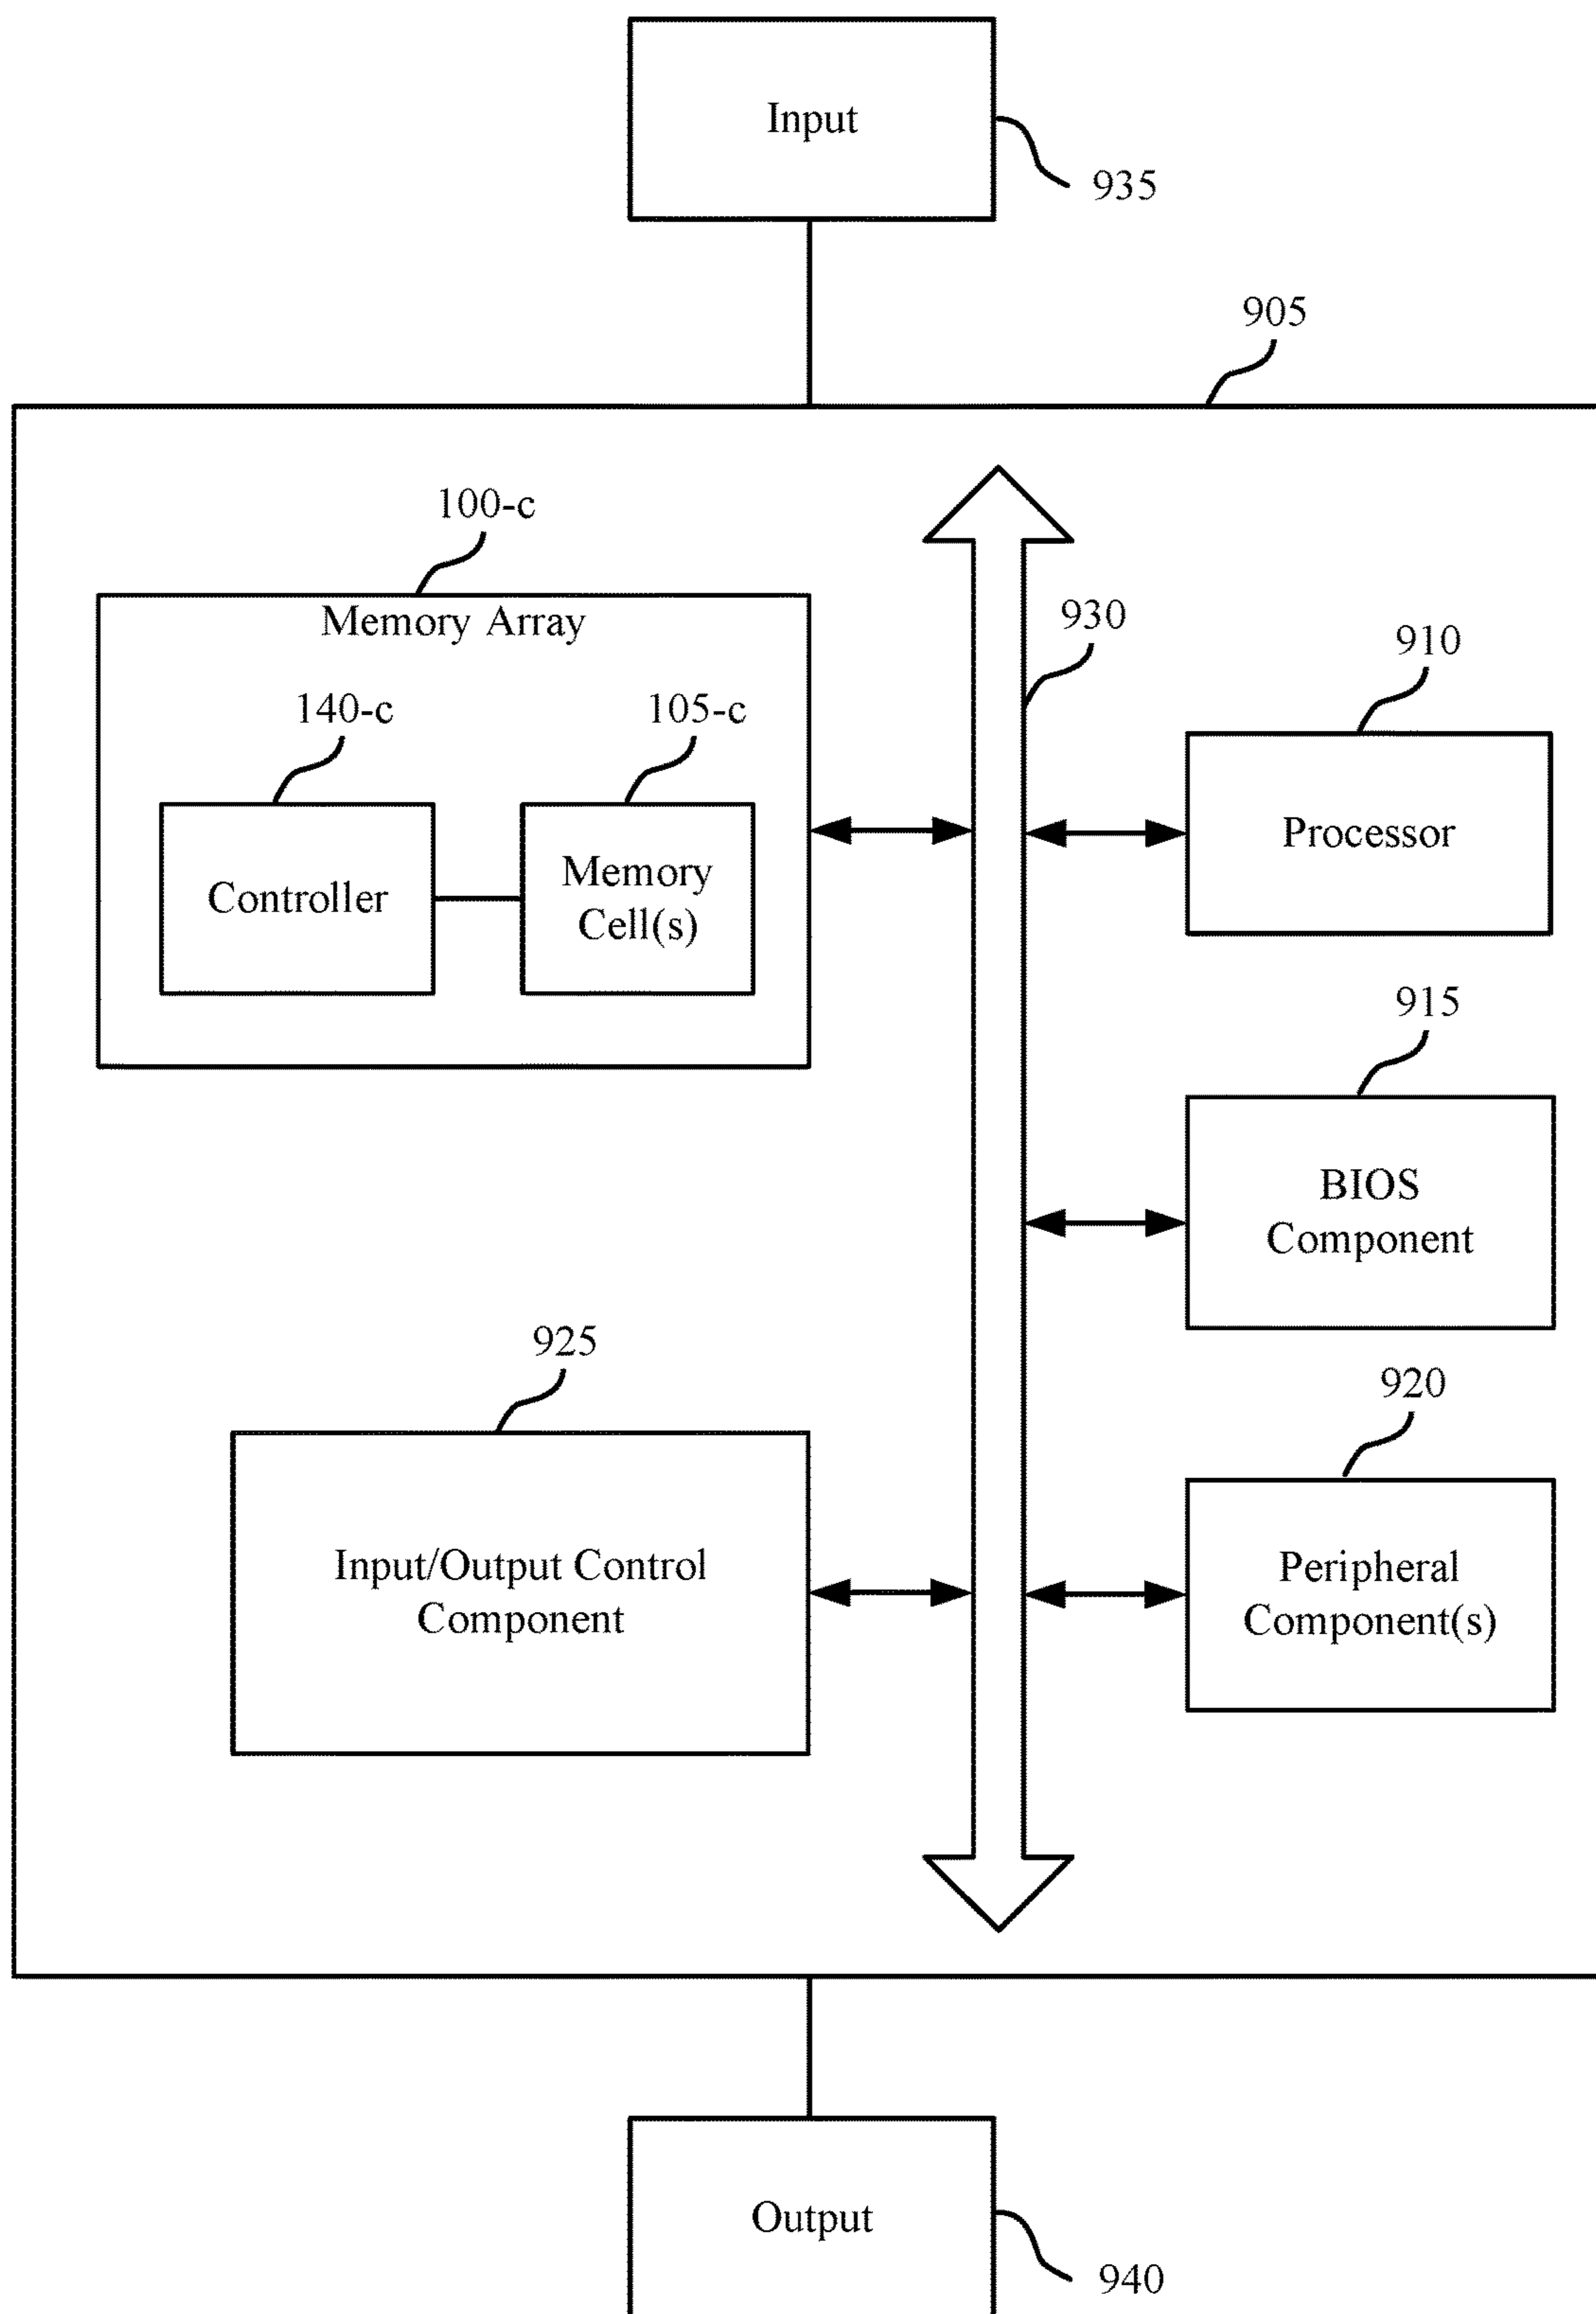 Input
935
905
100-c
Memory Array
930
910
140-c
105-c
Processor
Controller
Memory
Cell(s)
915
BIOS
Component
925
920
Input/Output Control
Component
Peripheral
Component(s)
Output
940